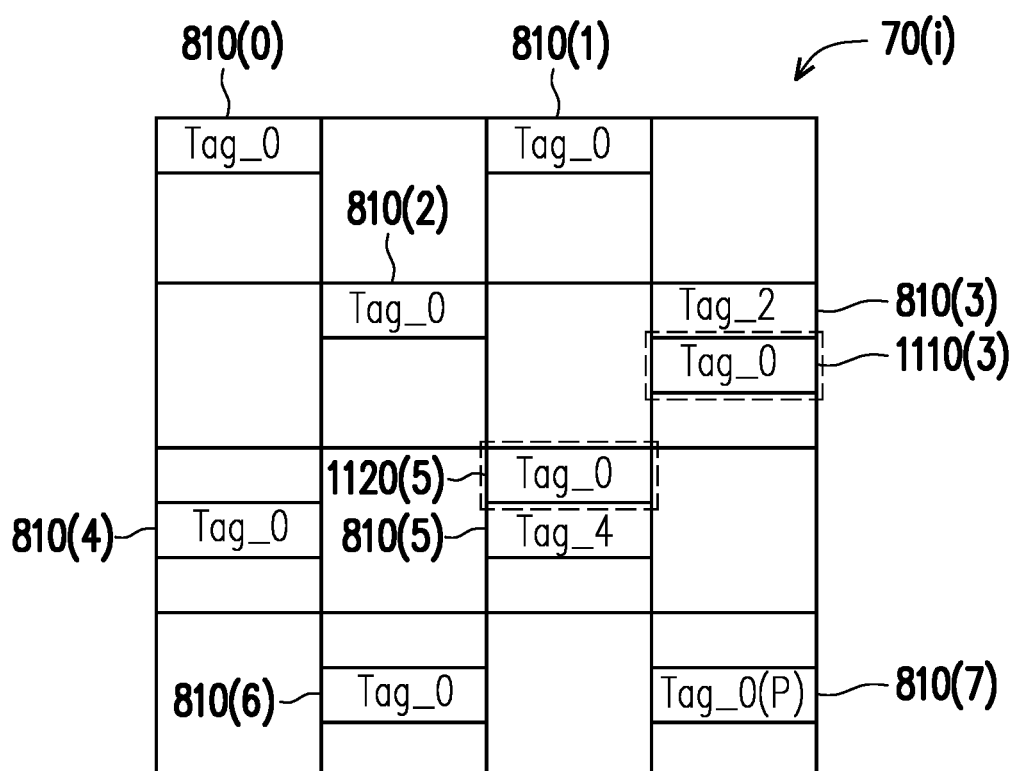 810(0) 810(1) 70(i)
Tag_0 Tag_0
810(2)
Tag_0 Tag_2 810(3)
Tag_0 1110(3)
1120(5) Tag_0
810(4) Tag_0 810(5) Tag_4
810(6) Tag_0 Tag_0(P) 810(7)